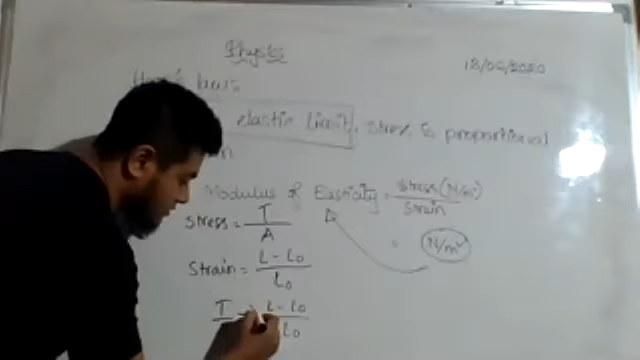 Physics
18/06/2020
elastic limit, stress is proportional
Modulus of Elasticity = Stress (N/m²) / Strain
Stress = T / A
= N/m²
Strain = L - L₀ / L₀
T = L - L₀ / L₀